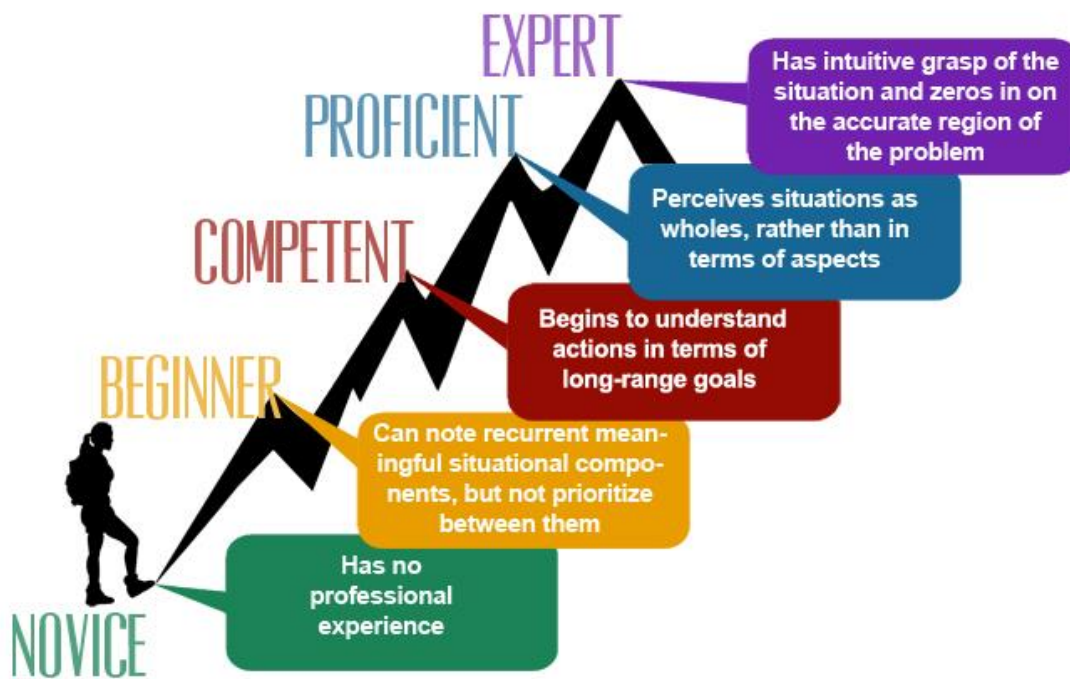 EXPERT
Has intuitive grasp of the
situation and zeros in on
the accurate region of
the problem
PROFICIENT
Perceives situations as
wholes, rather than in
terms of aspects
COMPETENT
Begins to understand
actions in terms of
long-range goals
BEGINNER
Can note recurrent mean-
ingful situational compo-
nents, but not prioritize
between them
NOVICE
Has no
professional
experience